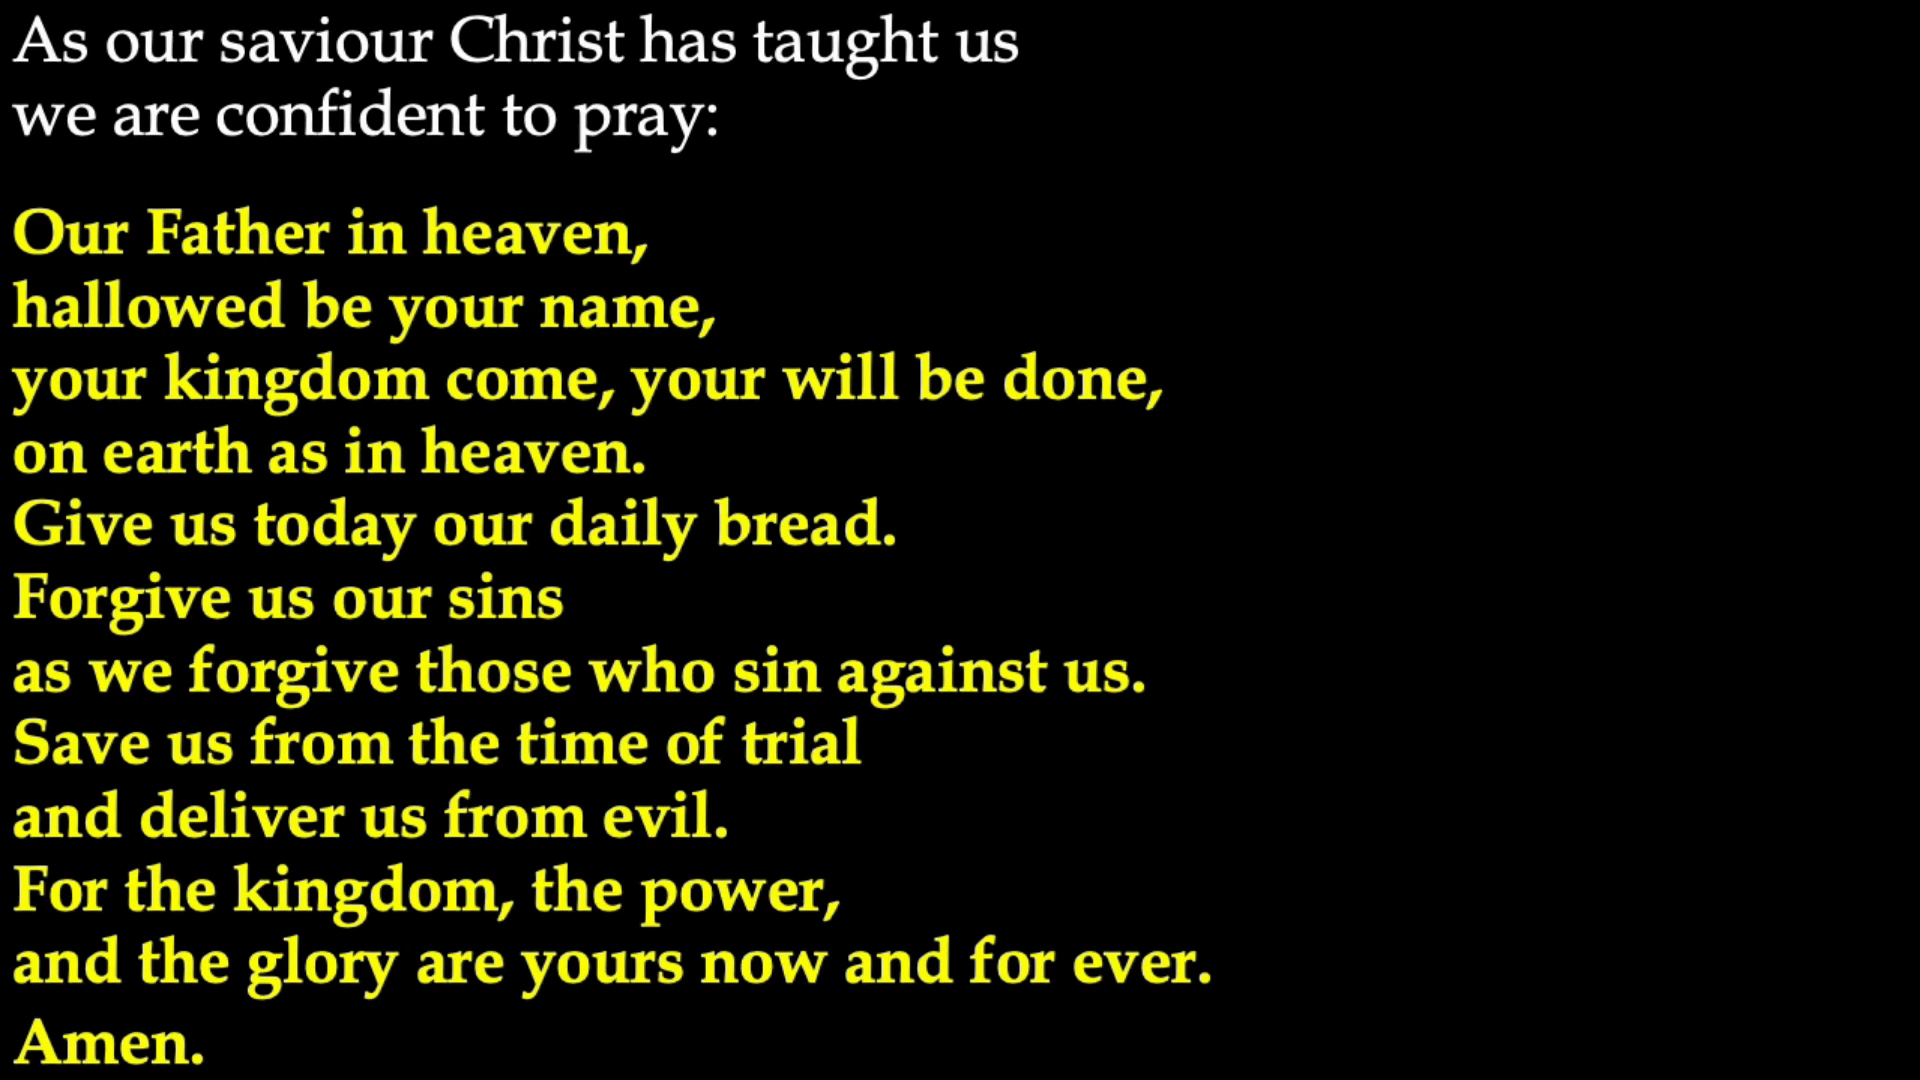 As our saviour Christ has taught us
we are confident to pray:
Our Father in heaven,
hallowed be your name,
your kingdom come, your will be done,
on earth as in heaven.
Give us today our daily bread.
Forgive us our sins
as we forgive those who sin against us.
Save us from the time of trial
and deliver us from evil.
For the kingdom, the power,
and the glory are yours now and for ever.
Amen.